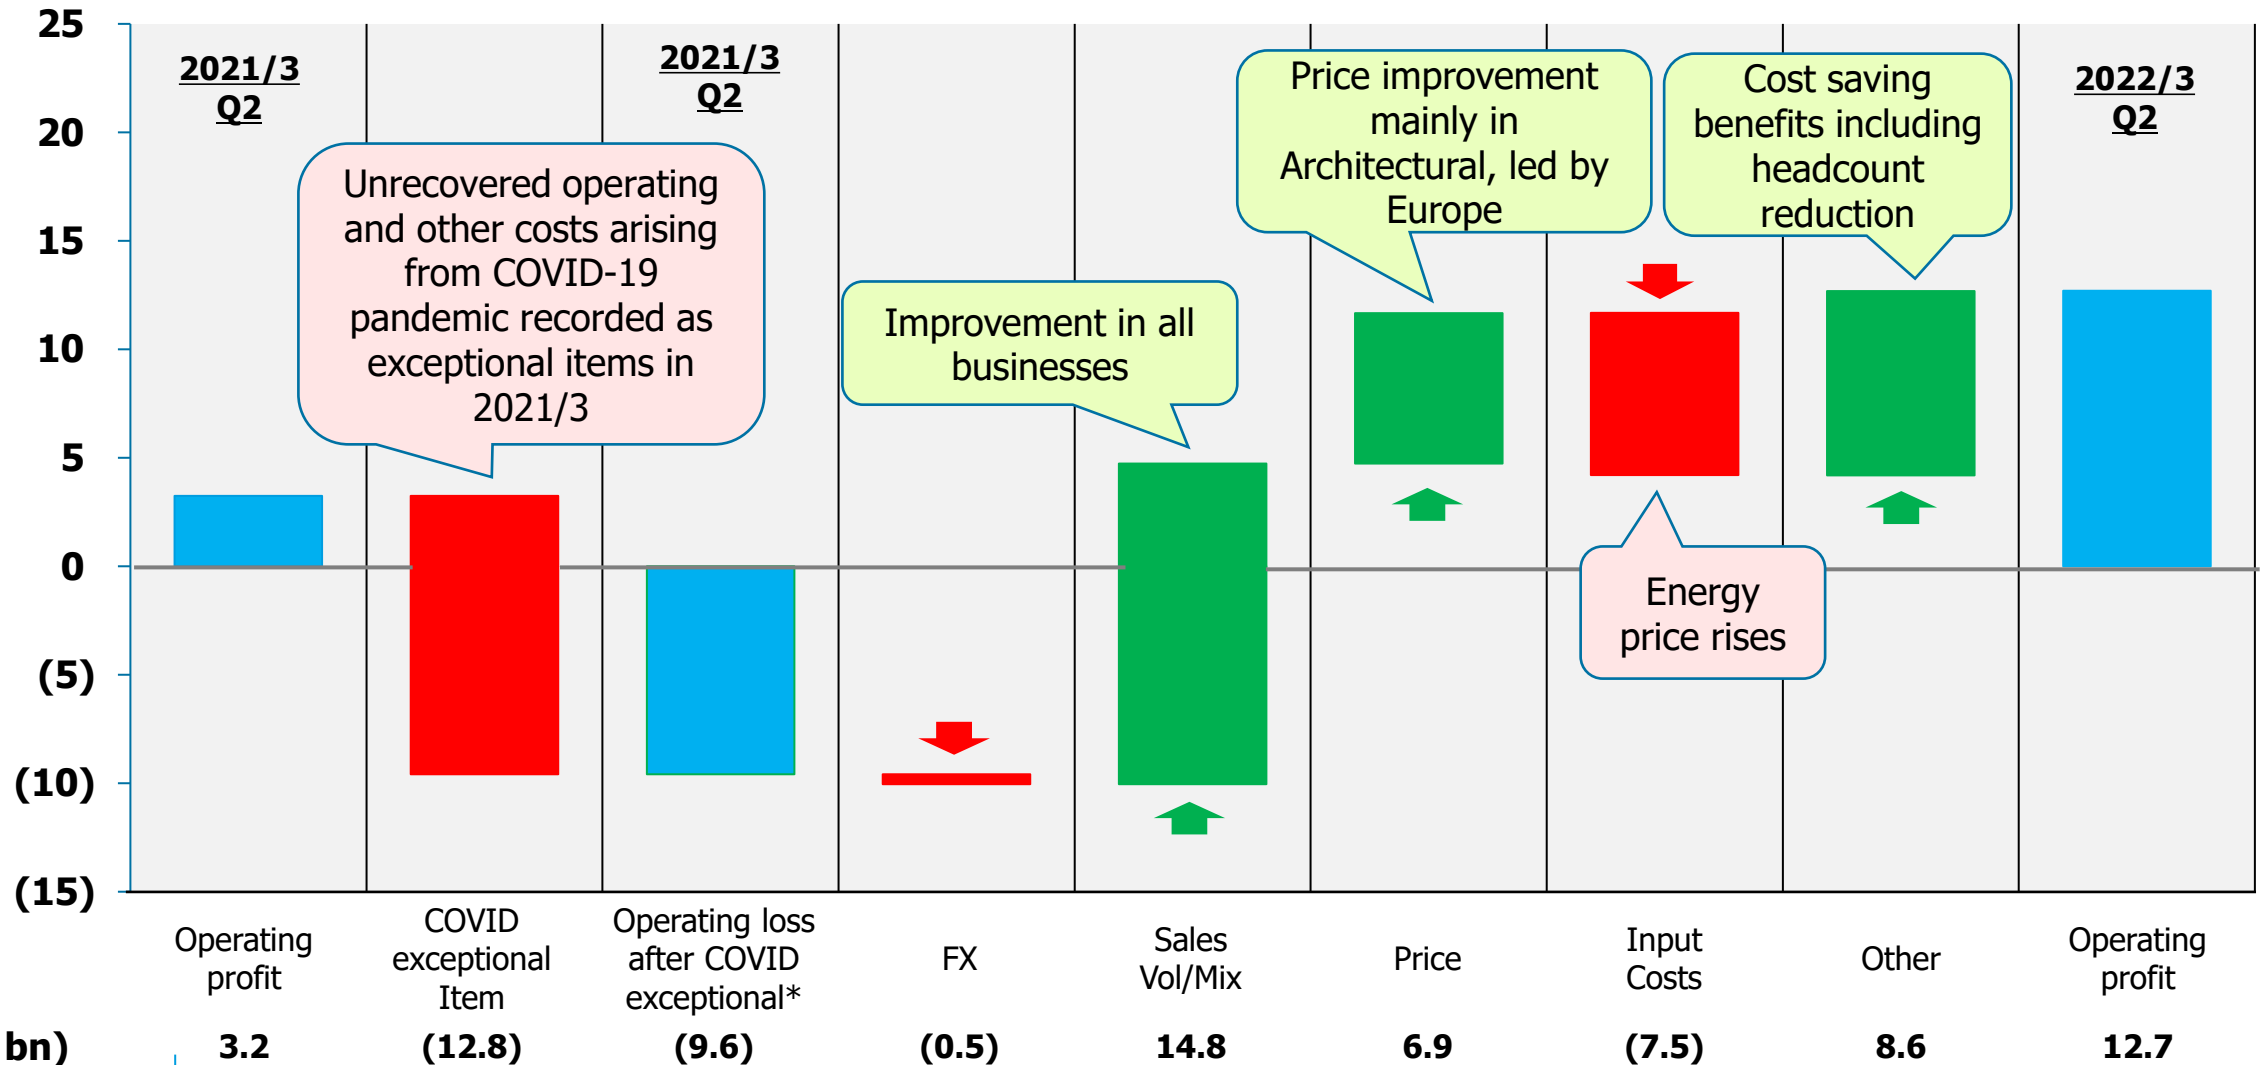 25
20
15
10
5
0
(5)
(10)
(15)
2021/3
Q2
2021/3
Q2
2022/3
Q2
Unrecovered operating
and other costs arising
from COVID-19
pandemic recorded as
exceptional items in
2021/3
Improvement in all
businesses
Price improvement
mainly in
Architectural, led by
Europe
Cost saving
benefits including
headcount
reduction
Energy
price rises
Operating
profit
COVID
exceptional
Item
Operating loss
after COVID
exceptional*
FX
Sales
Vol/Mix
Price
Input
Costs
Other
Operating
profit
bn) 3.2 (12.8) (9.6) (0.5) 14.8 6.9 (7.5) 8.6 12.7